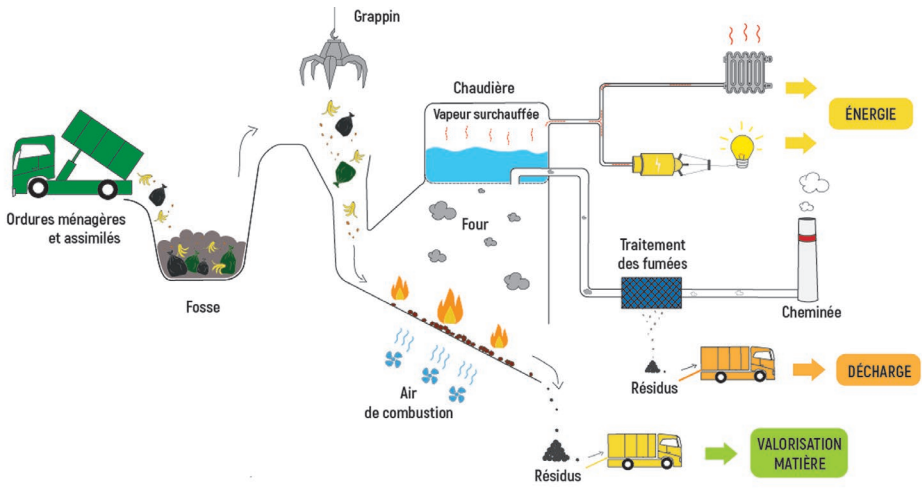 Grappin
Chaudière
Vapeur surchauffée
ÉNERGIE
Ordures ménagères
et assimilés
Four
Traitement
des fumées
Fosse
Cheminée
Air
de combustion
Résidus
DÉCHARGE
Résidus
VALORISATION
MATIÈRE